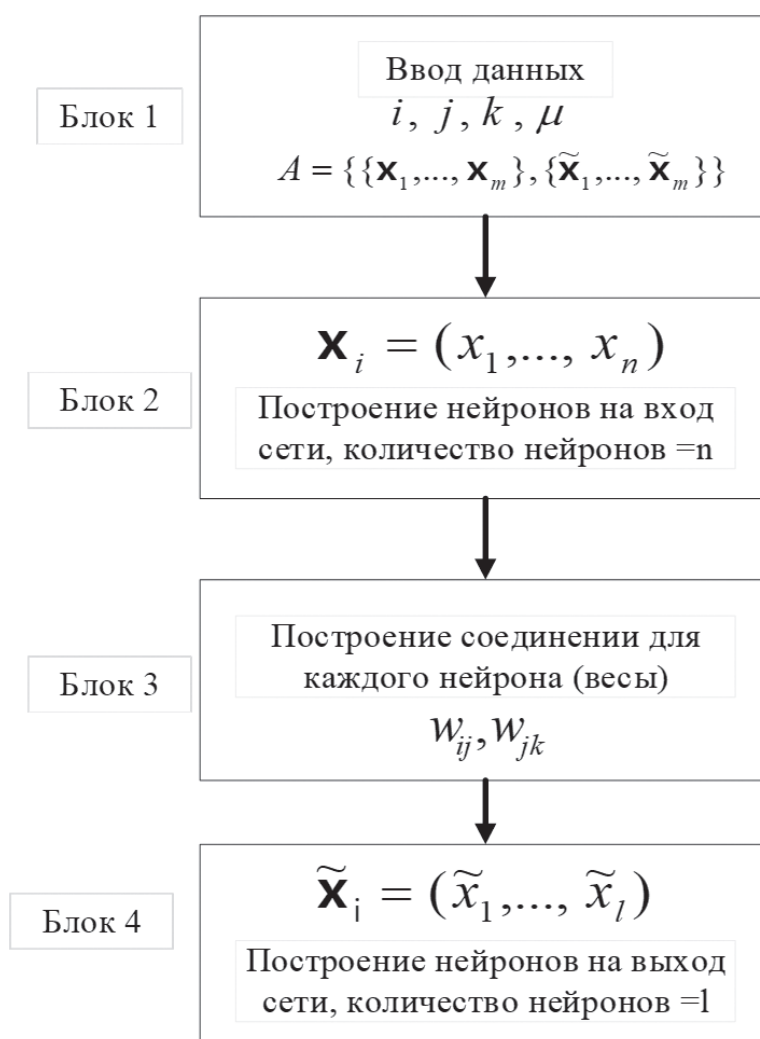 Блок 1
Ввод данных
i, j, k, μ
A = {{x₁,..., xₘ}, {x̃₁,..., x̃ₘ}}
Блок 2
xᵢ = (x₁,..., xₙ)
Построение нейронов на вход
сети, количество нейронов =n
Блок 3
Построение соединении для
каждого нейрона (весы)
wᵢⱼ, wⱼₖ
Блок 4
x̃ᵢ = (x̃₁,..., x̃ₗ)
Построение нейронов на выход
сети, количество нейронов =l